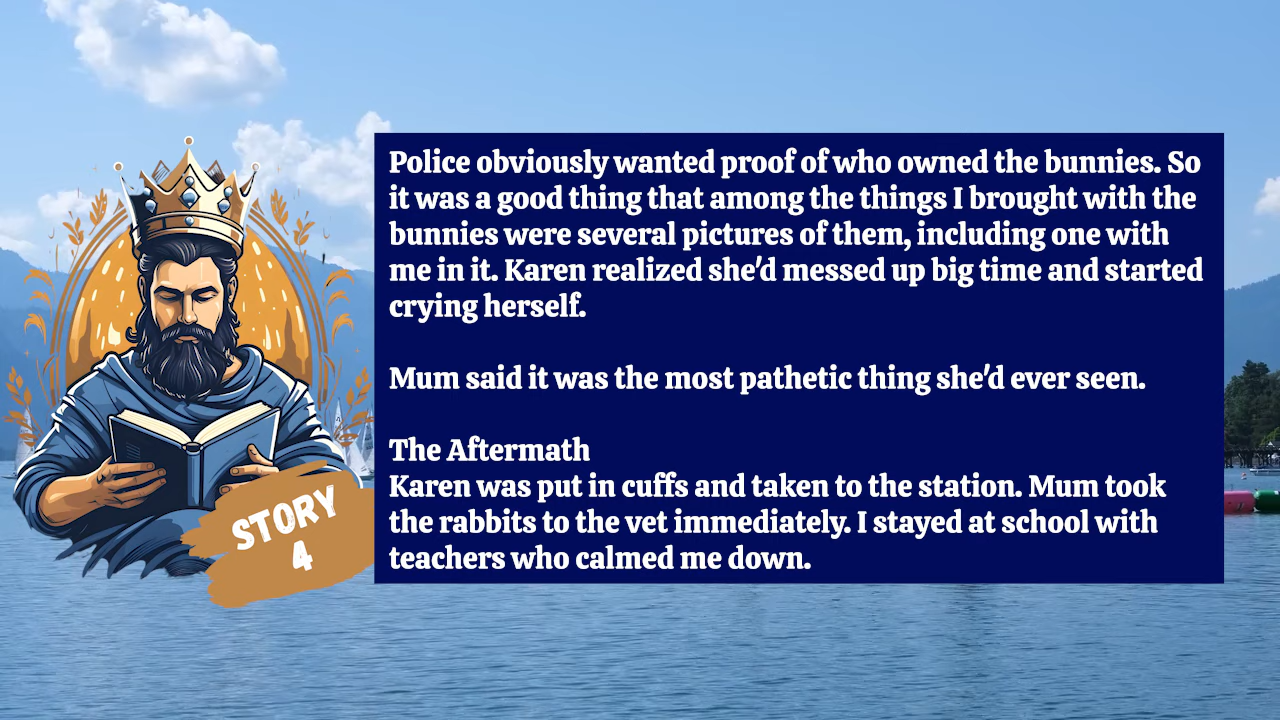 Police obviously wanted proof of who owned the bunnies. So
it was a good thing that among the things I brought with the
bunnies were several pictures of them, including one with
me in it. Karen realized she'd messed up big time and started
crying herself.
Mum said it was the most pathetic thing she'd ever seen.
The Aftermath
Karen was put in cuffs and taken to the station. Mum took
the rabbits to the vet immediately. I stayed at school with
teachers who calmed me down.
STORY
4